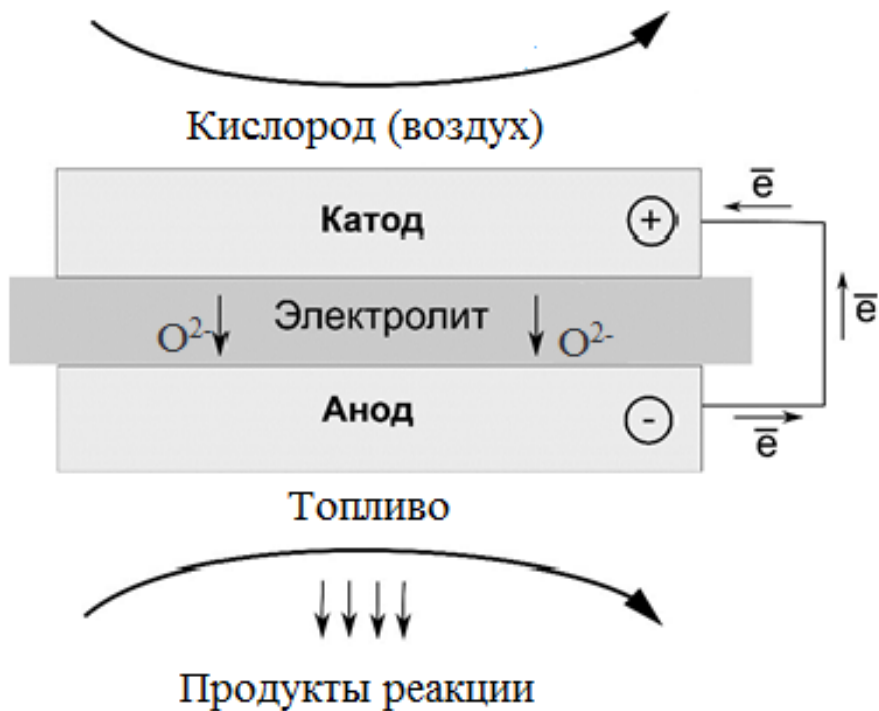 Кислород (воздух)
ē
Катод
+
ē
O²⁻
Электролит
O²⁻
Анод
-
ē
Топливо
Продукты реакции